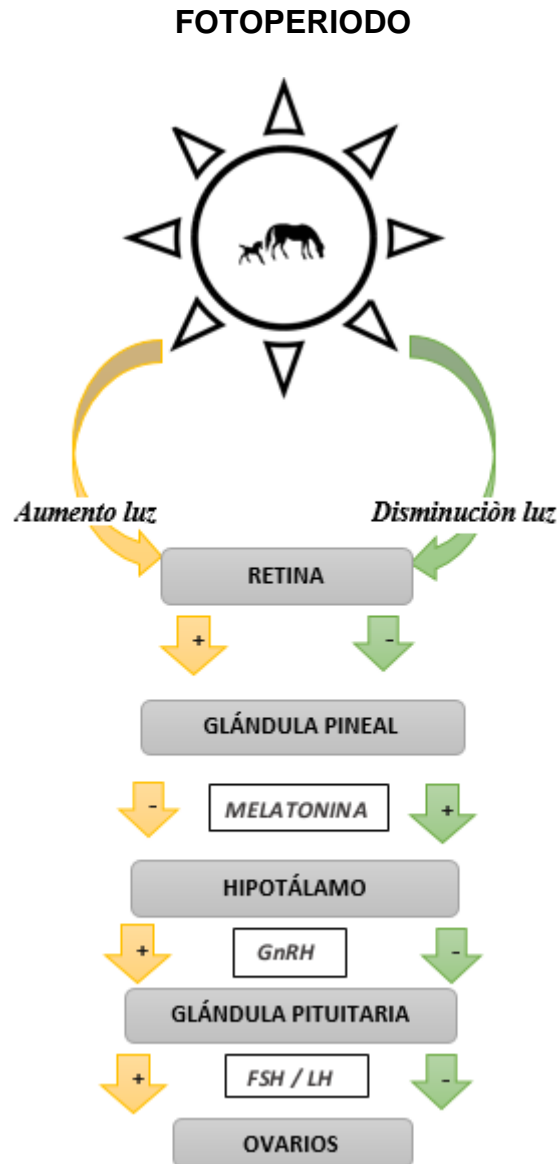 FOTOPERIODO
Aumento luz
Disminuciòn luz
RETINA
+
-
GLÁNDULA PINEAL
-
MELATONINA
+
HIPOTÁLAMO
+
GnRH
-
GLÁNDULA PITUITARIA
+
FSH / LH
-
OVARIOS